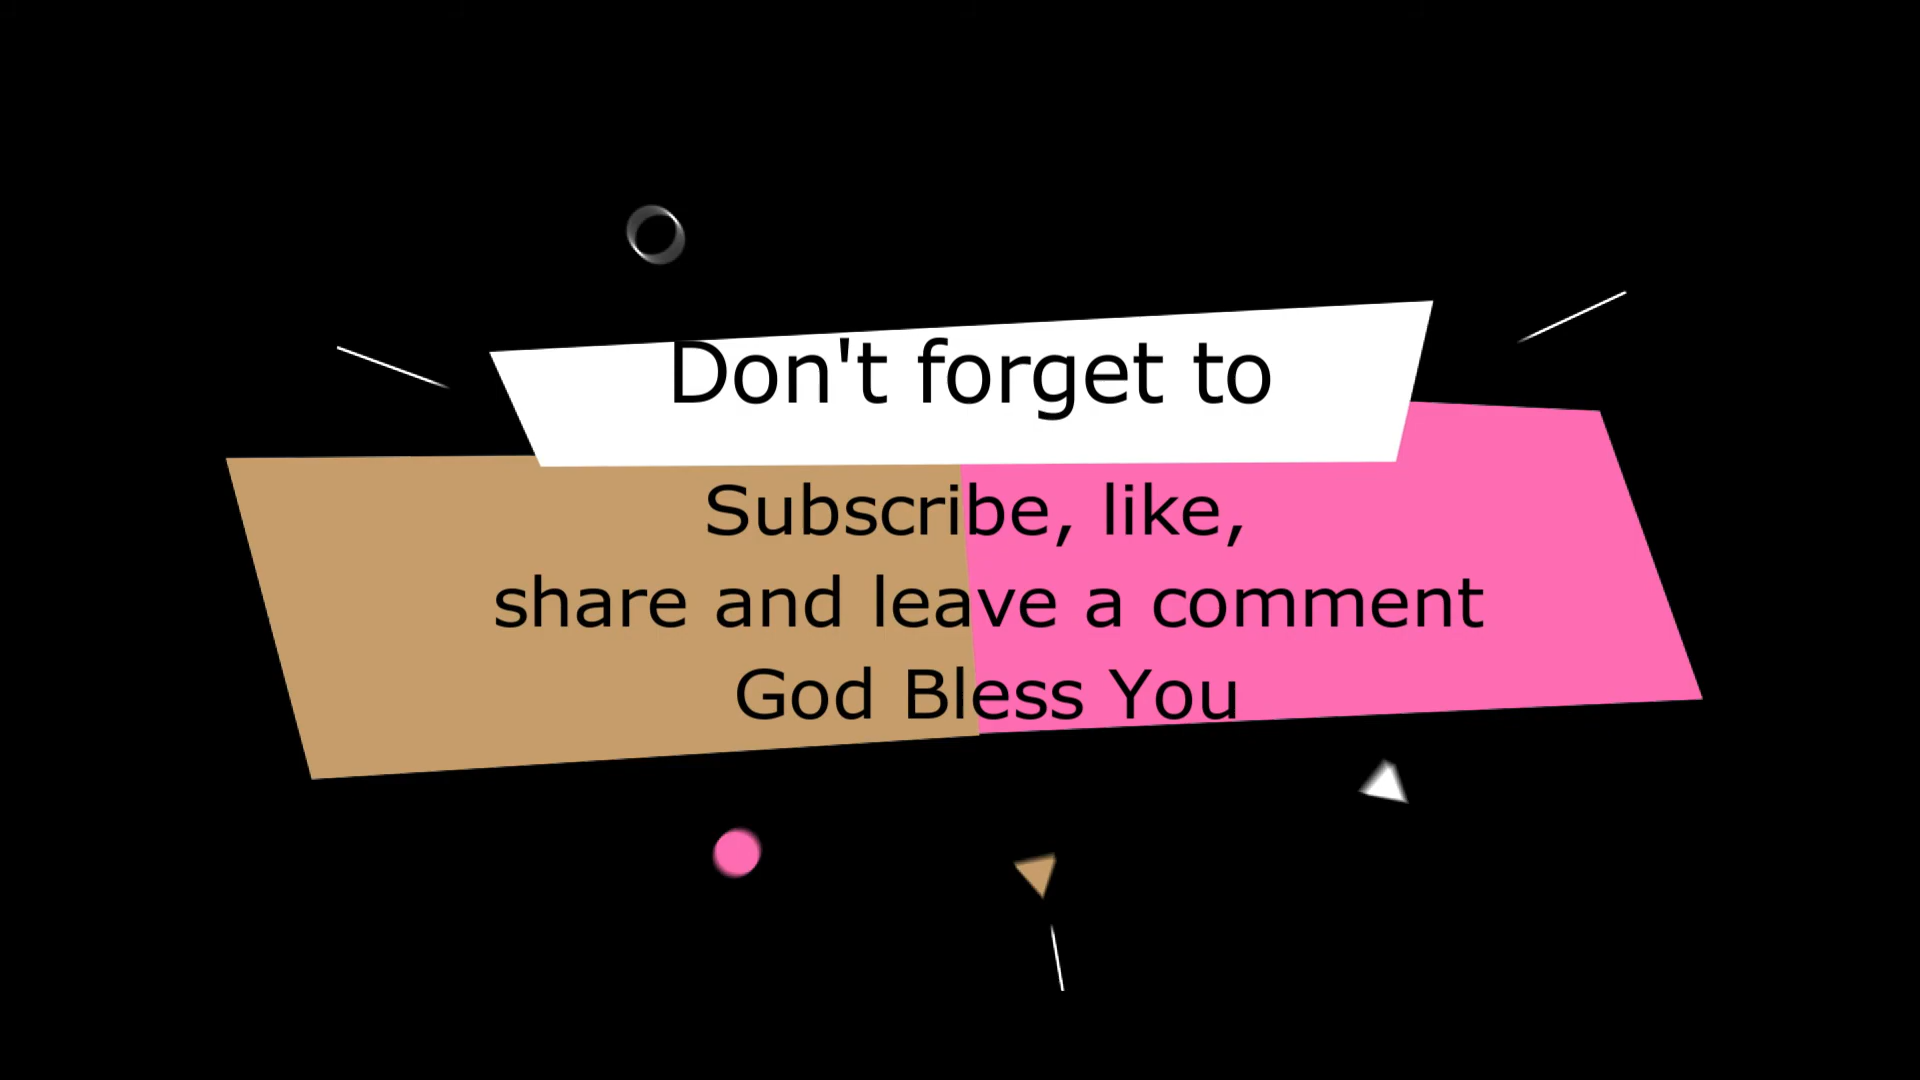 Don't forget to
Subscribe, like,
share and leave a comment
God Bless You